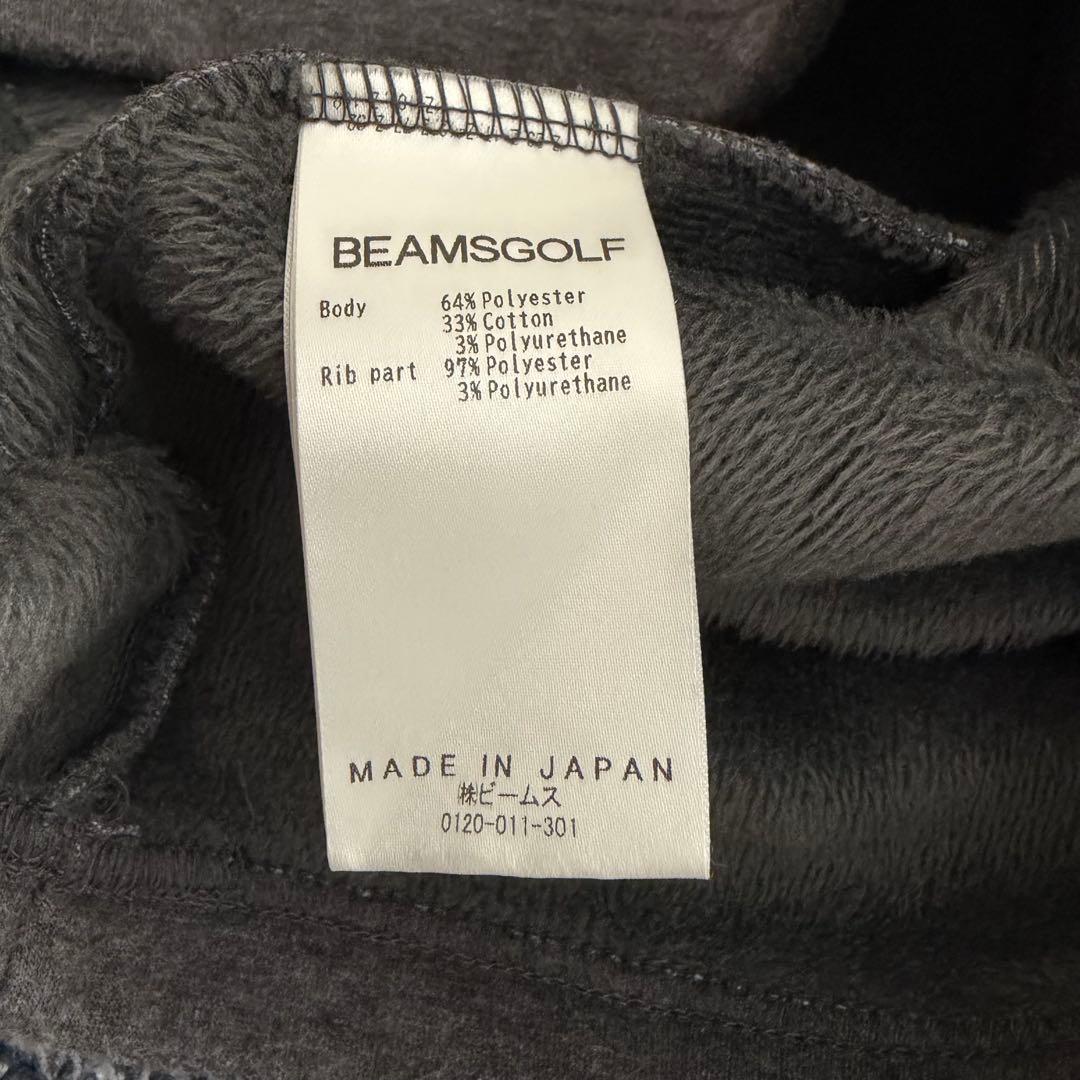 BEAMSGOLF
Body 64% Polyester
33% Cotton
3% Polyurethane
Rib part 97% Polyester
3% Polyurethane
MADE IN JAPAN
㈱ビームス
0120-011-301